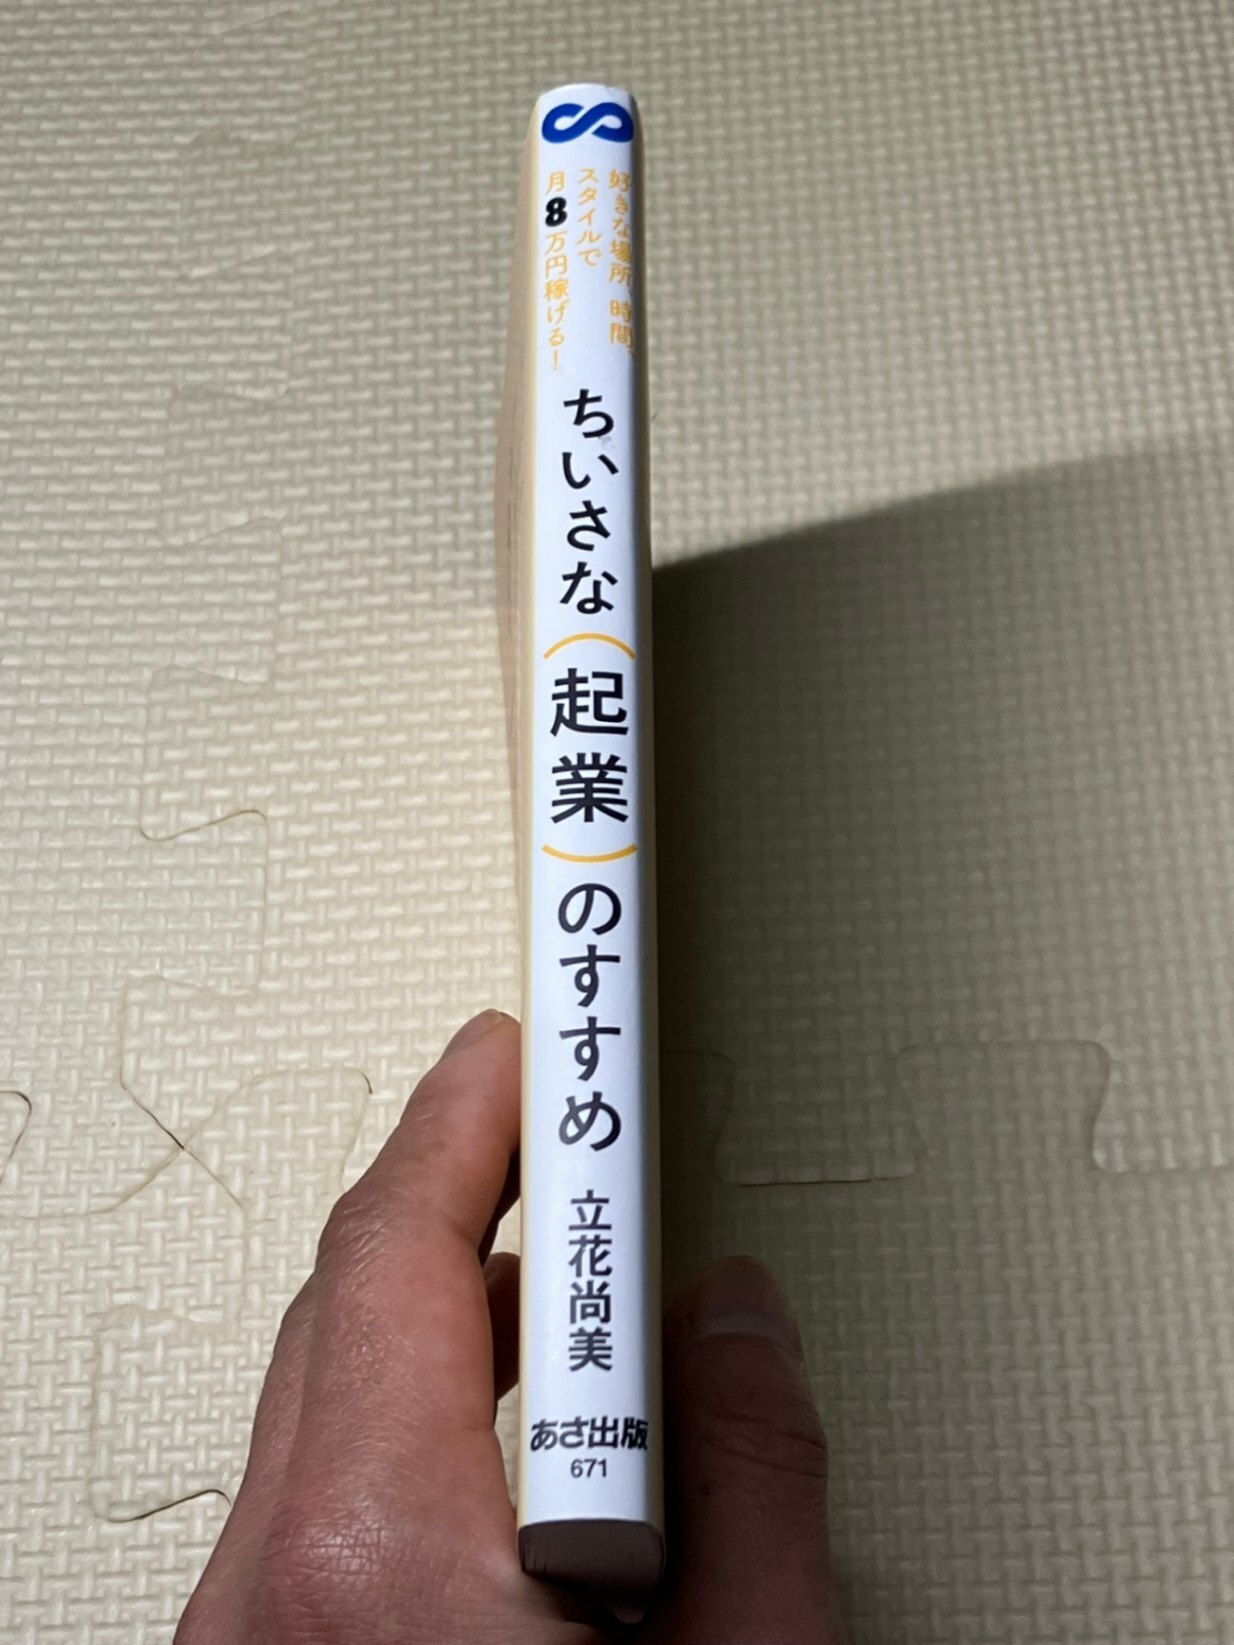 好きな場所、時間、
スタイルで
月8万円稼げる!
ちいさな(起業)のすすめ
立花尚美
あさ出版
671